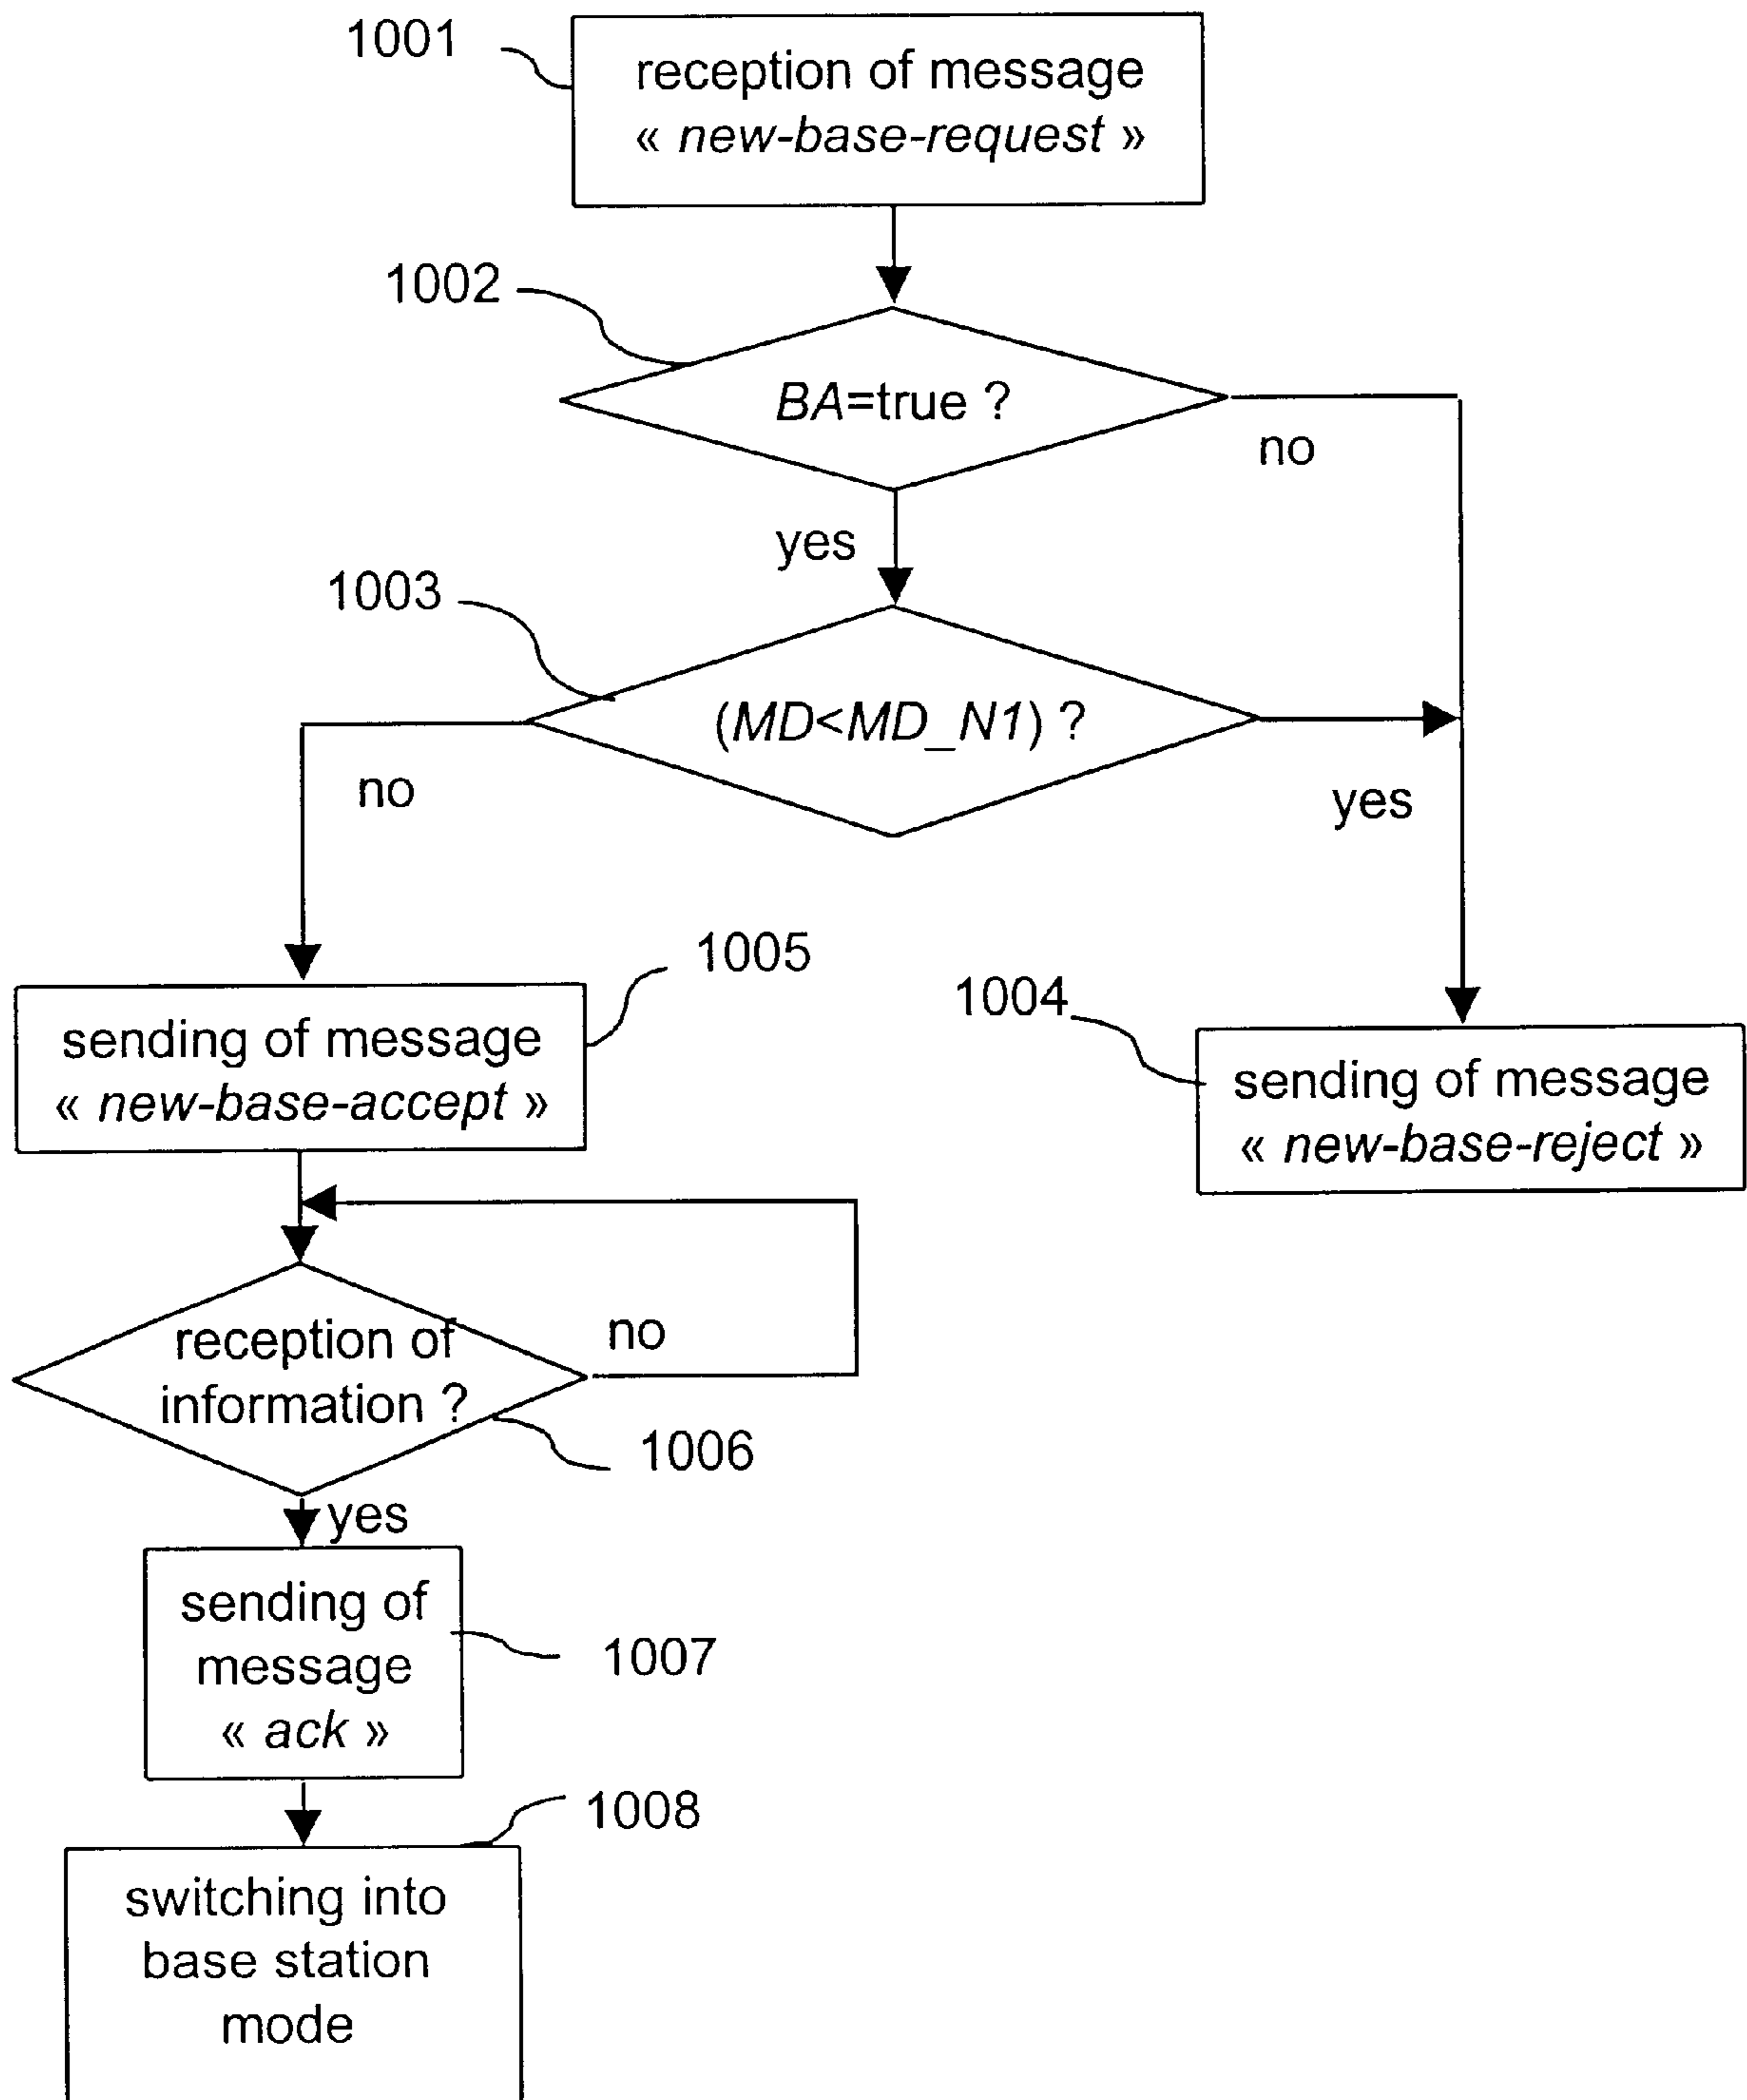 1001
reception of message
« new-base-request »
1002
BA=true ?
no
yes
1003
(MD<MD_N1) ?
no
yes
1005
sending of message
« new-base-accept »
1004
sending of message
« new-base-reject »
reception of
information ?
no
1006
yes
sending of
message
« ack »
1007
1008
switching into
base station
mode